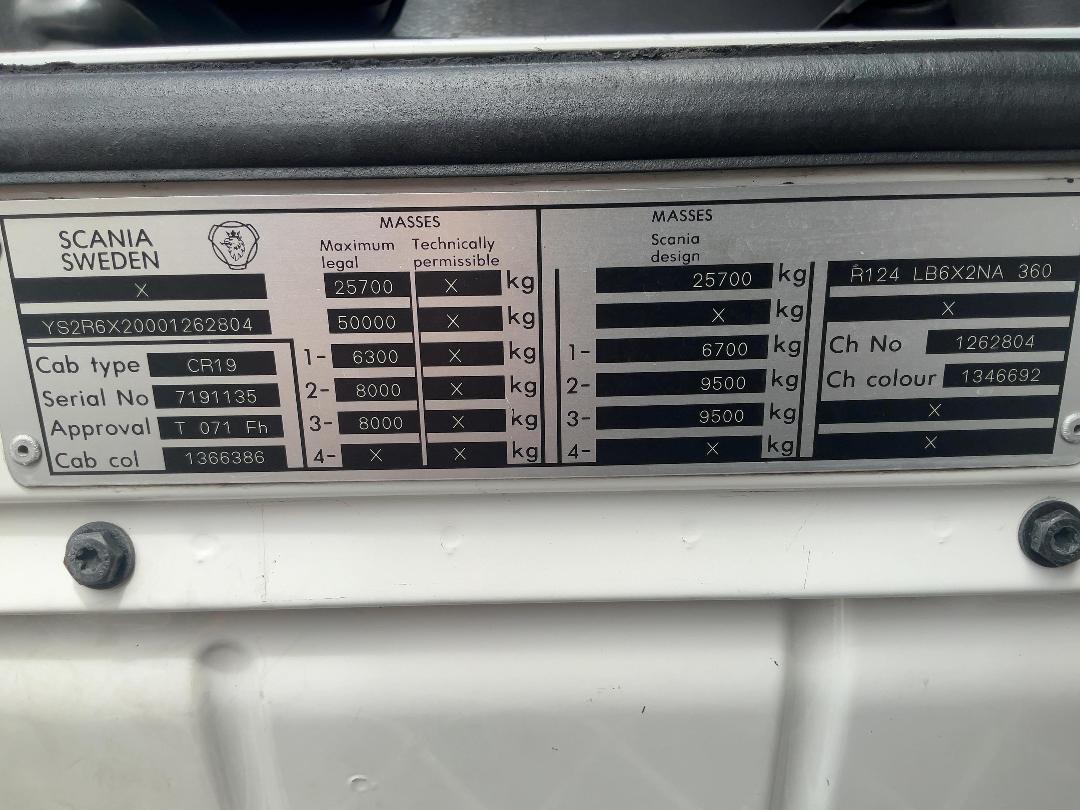 SCANIA
SWEDEN
X
YS2R6X20001262804
Cab type CR19
Serial No 7191135
Approval T 071 Fh
Cab col 1366386
MASSES
Maximum legal Technically permissible
25700 X kg
50000 X kg
1- 6300 X kg
2- 8000 X kg
3- 8000 X kg
4- X X kg
MASSES
Scania
design
25700 kg
X kg
1- 6700 kg
2- 9500 kg
3- 9500 kg
4- X kg
R124 LB6X2NA 360
X
Ch No 1262804
Ch colour 1346692
X
X